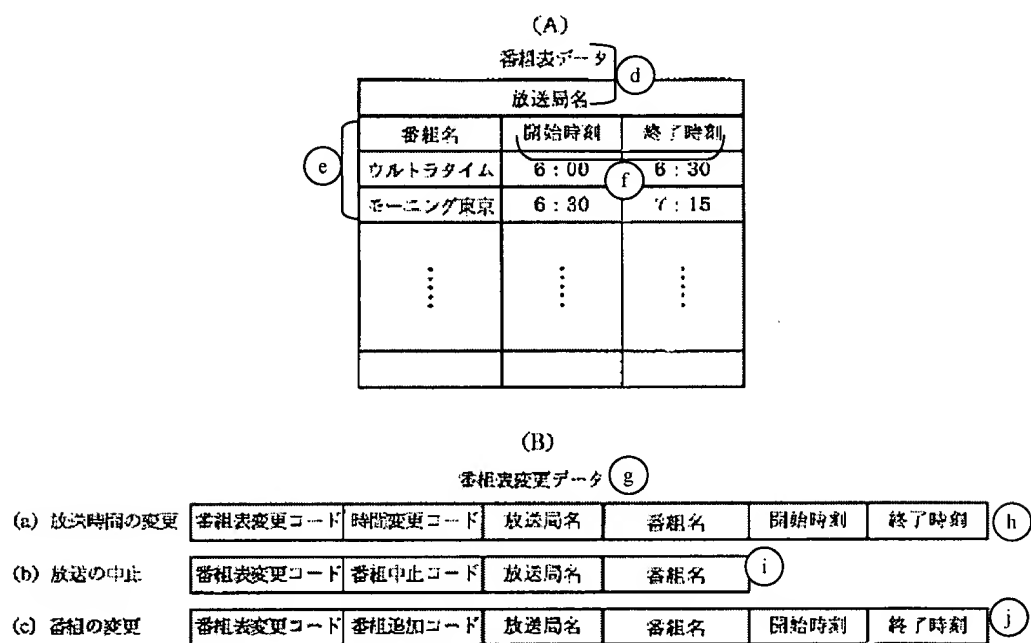 (A)
番組表データ
d
放送局名
番組名 開始時刻 終了時刻
e
ウルトラタイム 6:00 f 6:30
モーニング東京 6:30 7:15
(B)
番組表変更データ g
(a) 放送時間の変更 番組表変更コード 時間変更コード 放送局名 番組名 開始時刻 終了時刻 h
(b) 放送の中止 番組表変更コード 番組中止コード 放送局名 番組名 i
(c) 番組の変更 番組表変更コード 番組追加コード 放送局名 番組名 開始時刻 終了時刻 j